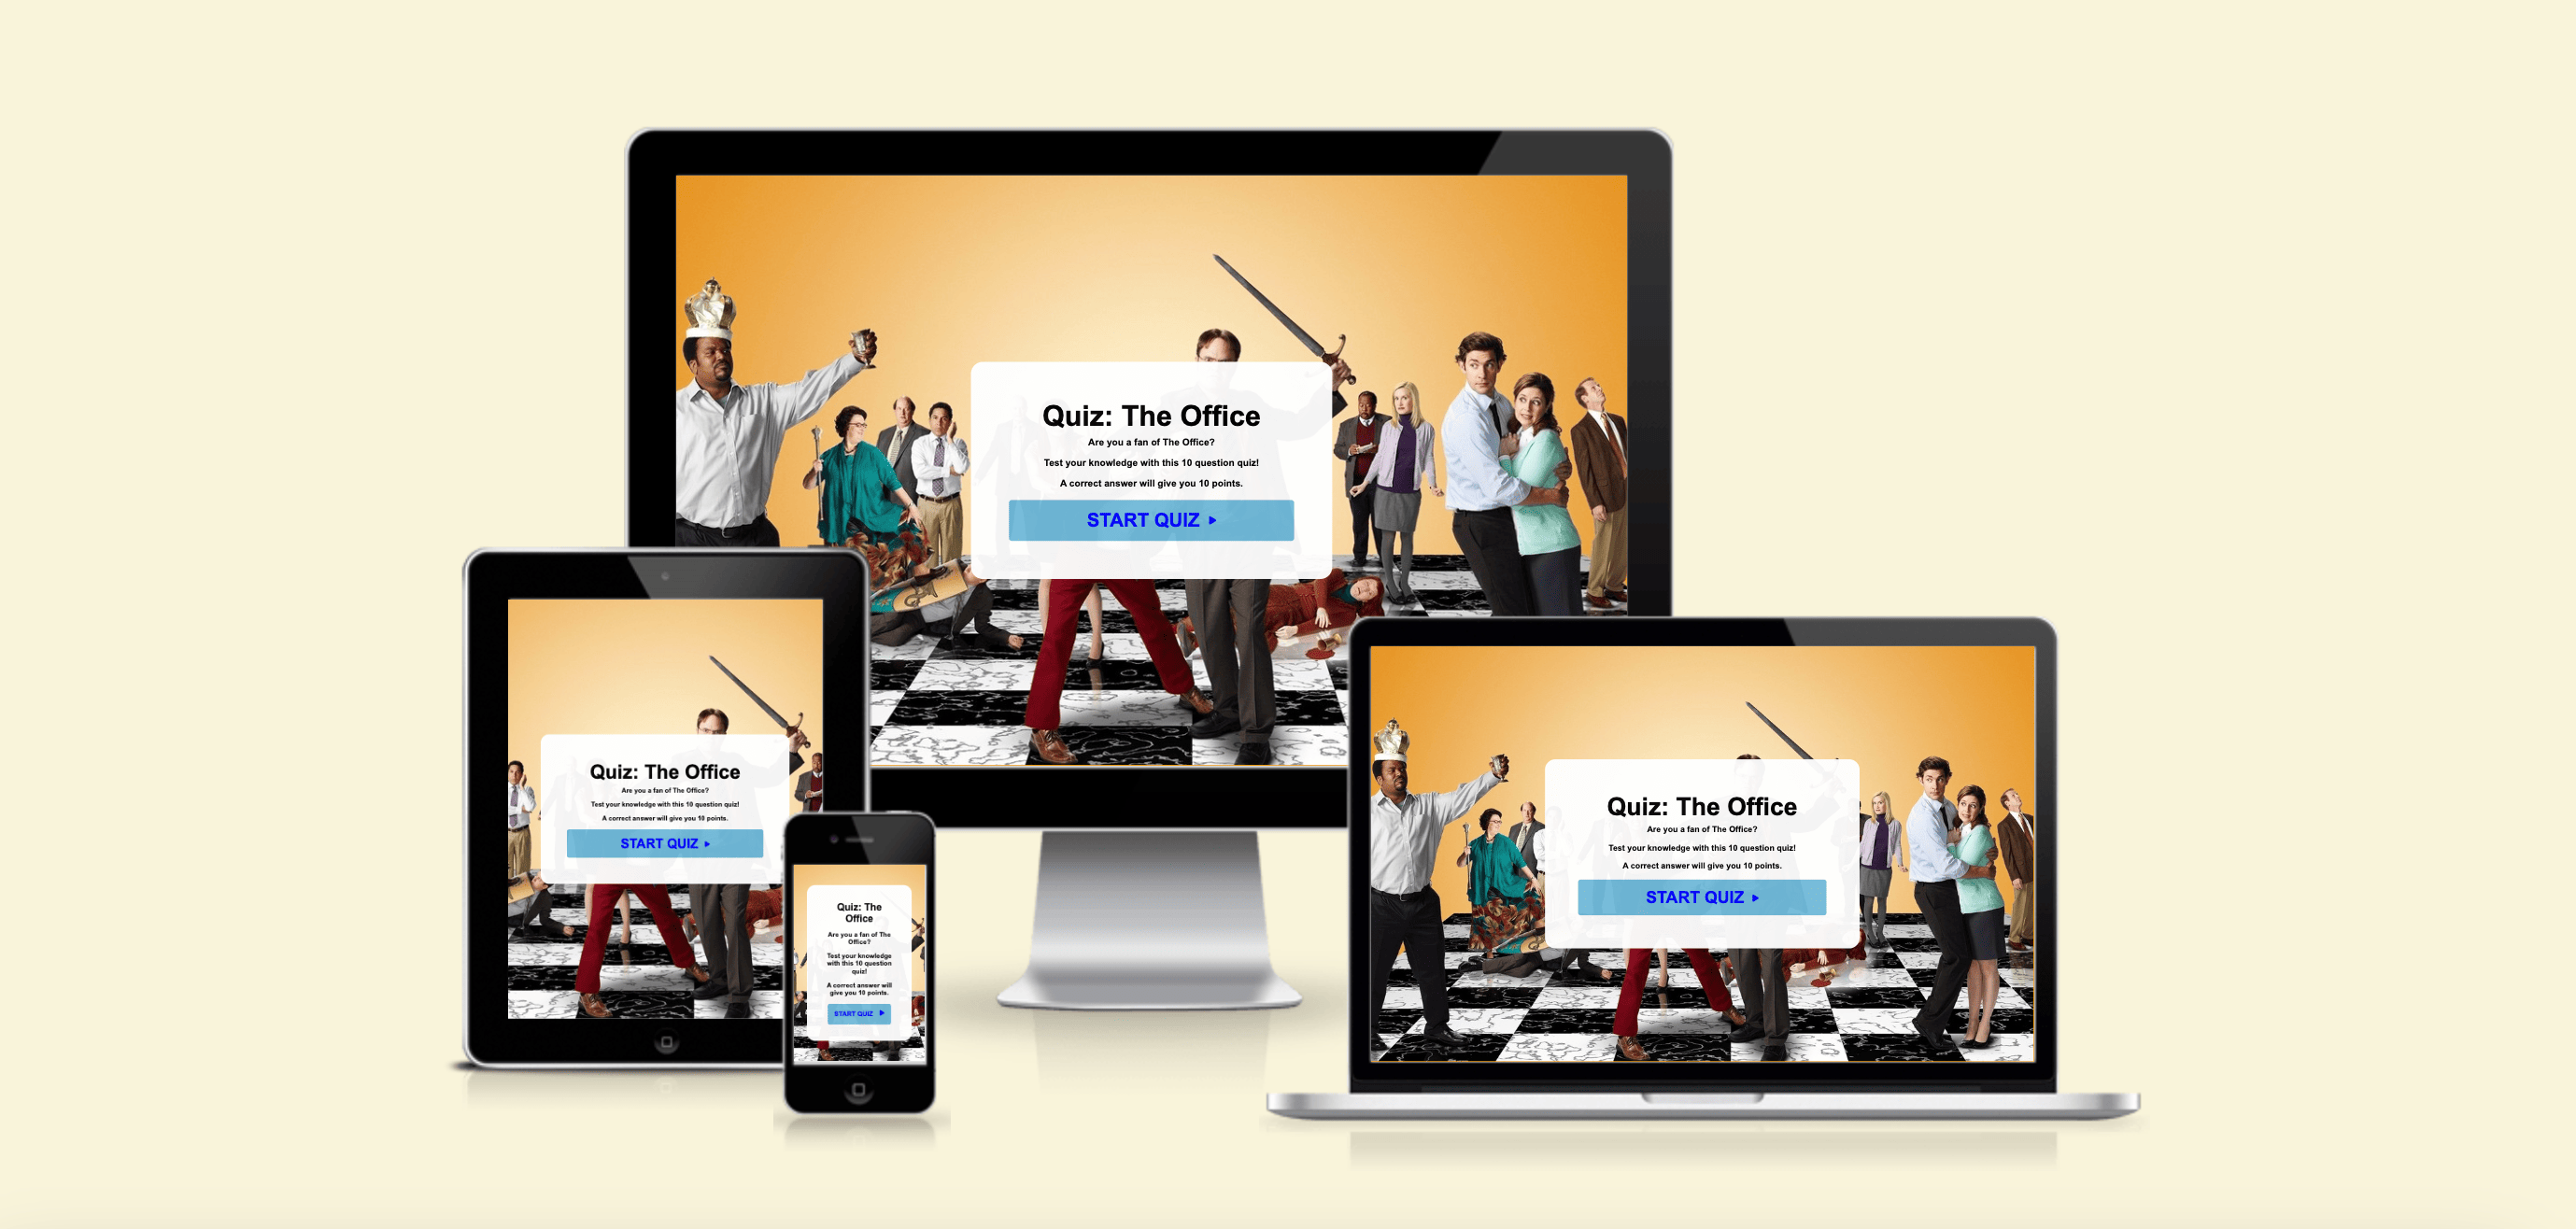 Quiz: The Office
Are you a fan of The Office?
Test your knowledge with this 10 question quiz!
A correct answer will give you 10 points.
START QUIZ
Quiz: The Office
Are you a fan of The Office?
Test your knowledge with this 10 question quiz!
A correct answer will give you 10 points.
START QUIZ
Quiz: The
Office
Are you a fan of The
Office?
Test your knowledge
with this 10 question
quiz!
A correct answer will
give you 10 points.
START QUIZ
Quiz: The Office
Are you a fan of The Office?
Test your knowledge with this 10 question quiz!
A correct answer will give you 10 points.
START QUIZ